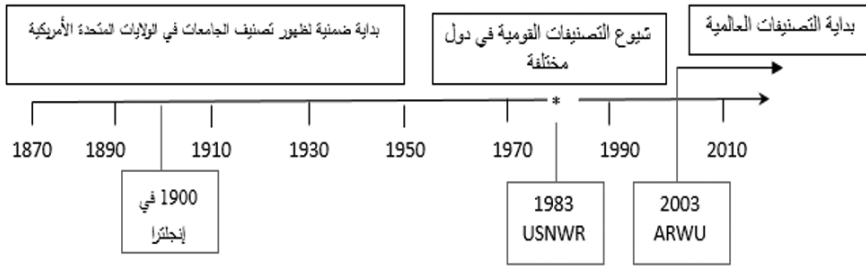 بداية ضمنية لظهور تصنيف الجامعات في الولايات المتحدة الأمريكية
شيوع التصنيفات القومية في دول
مختلفة
بداية التصنيفات العالمية
*
1870 1890 1910 1930 1950 1970 1990 2010
1900 في
إنجلترا
1983
USNWR
2003
ARWU